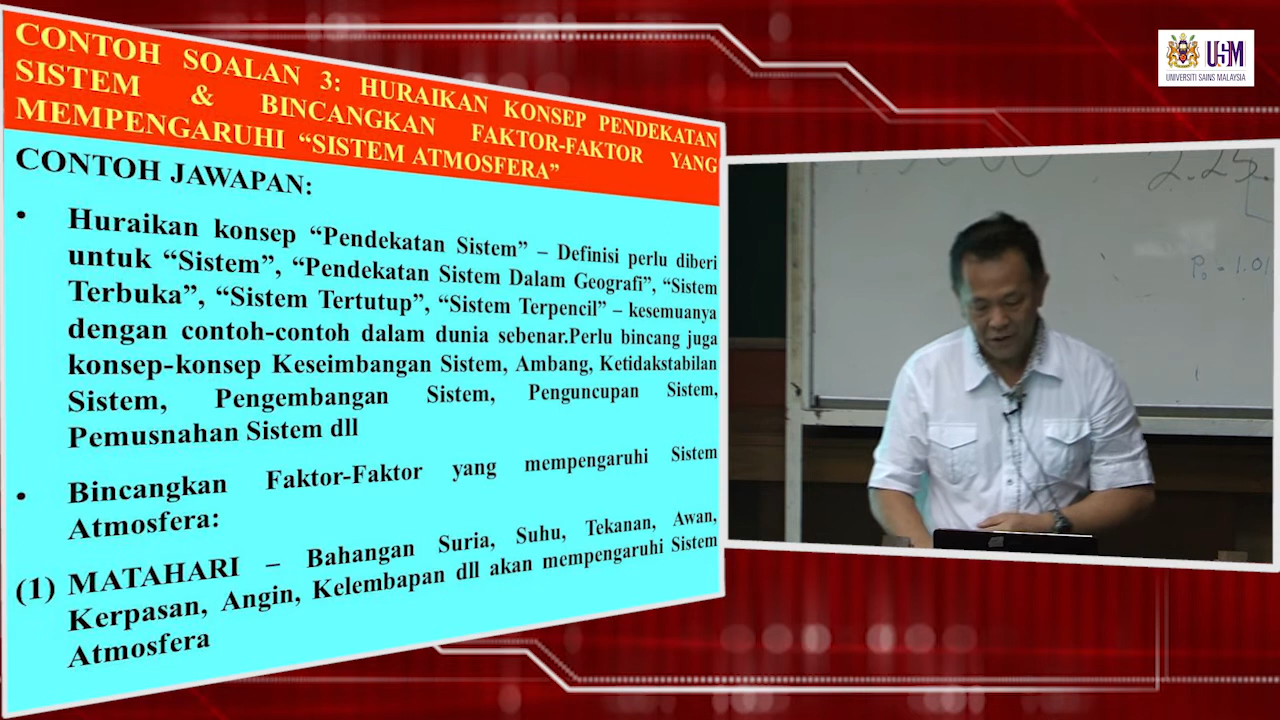 CONTOH SOALAN 3: HURAIKAN KONSEP PENDEKATAN
SISTEM & BINCANGKAN FAKTOR-FAKTOR YANG
MEMPENGARUHI “SISTEM ATMOSFERA”
CONTOH JAWAPAN:
• Huraikan konsep “Pendekatan Sistem” – Definisi perlu diberi
untuk “Sistem”, “Pendekatan Sistem Dalam Geografi”, “Sistem
Terbuka”, “Sistem Tertutup”, “Sistem Terpencil” – kesemuanya
dengan contoh-contoh dalam dunia sebenar.Perlu bincang juga
konsep-konsep Keseimbangan Sistem, Ambang, Ketidakstabilan
Sistem, Pengembangan Sistem, Penguncupan Sistem,
Pemusnahan Sistem dll
• Bincangkan Faktor-Faktor yang mempengaruhi Sistem
Atmosfera:
(1) MATAHARI – Bahangan Suria, Suhu, Tekanan, Awan,
Kerpasan, Angin, Kelembapan dll akan mempengaruhi Sistem
Atmosfera
USM
UNIVERSITI SAINS MALAYSIA
2.25
P₀ = 1.01